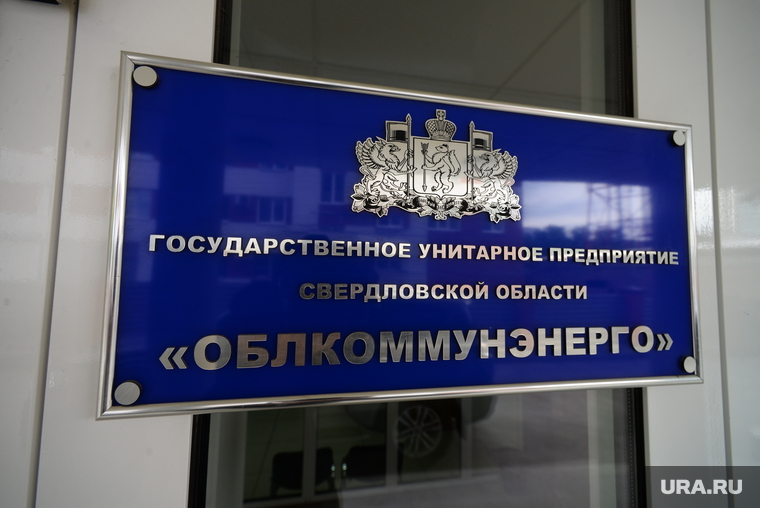 ГОСУДАРСТВЕННОЕ УНИТАРНОЕ ПРЕДПРИЯТИЕ
СВЕРДЛОВСКОЙ ОБЛАСТИ
«ОБЛКОММУНЭНЕРГО»
URA.RU